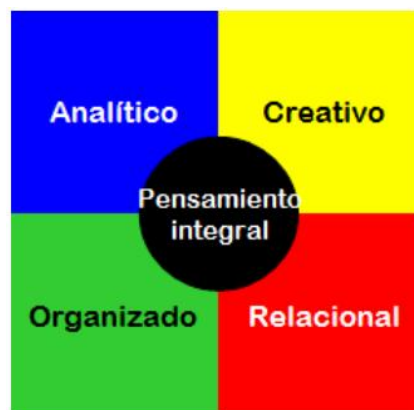 Analítico
Creativo
Pensamiento
integral
Organizado
Relacional